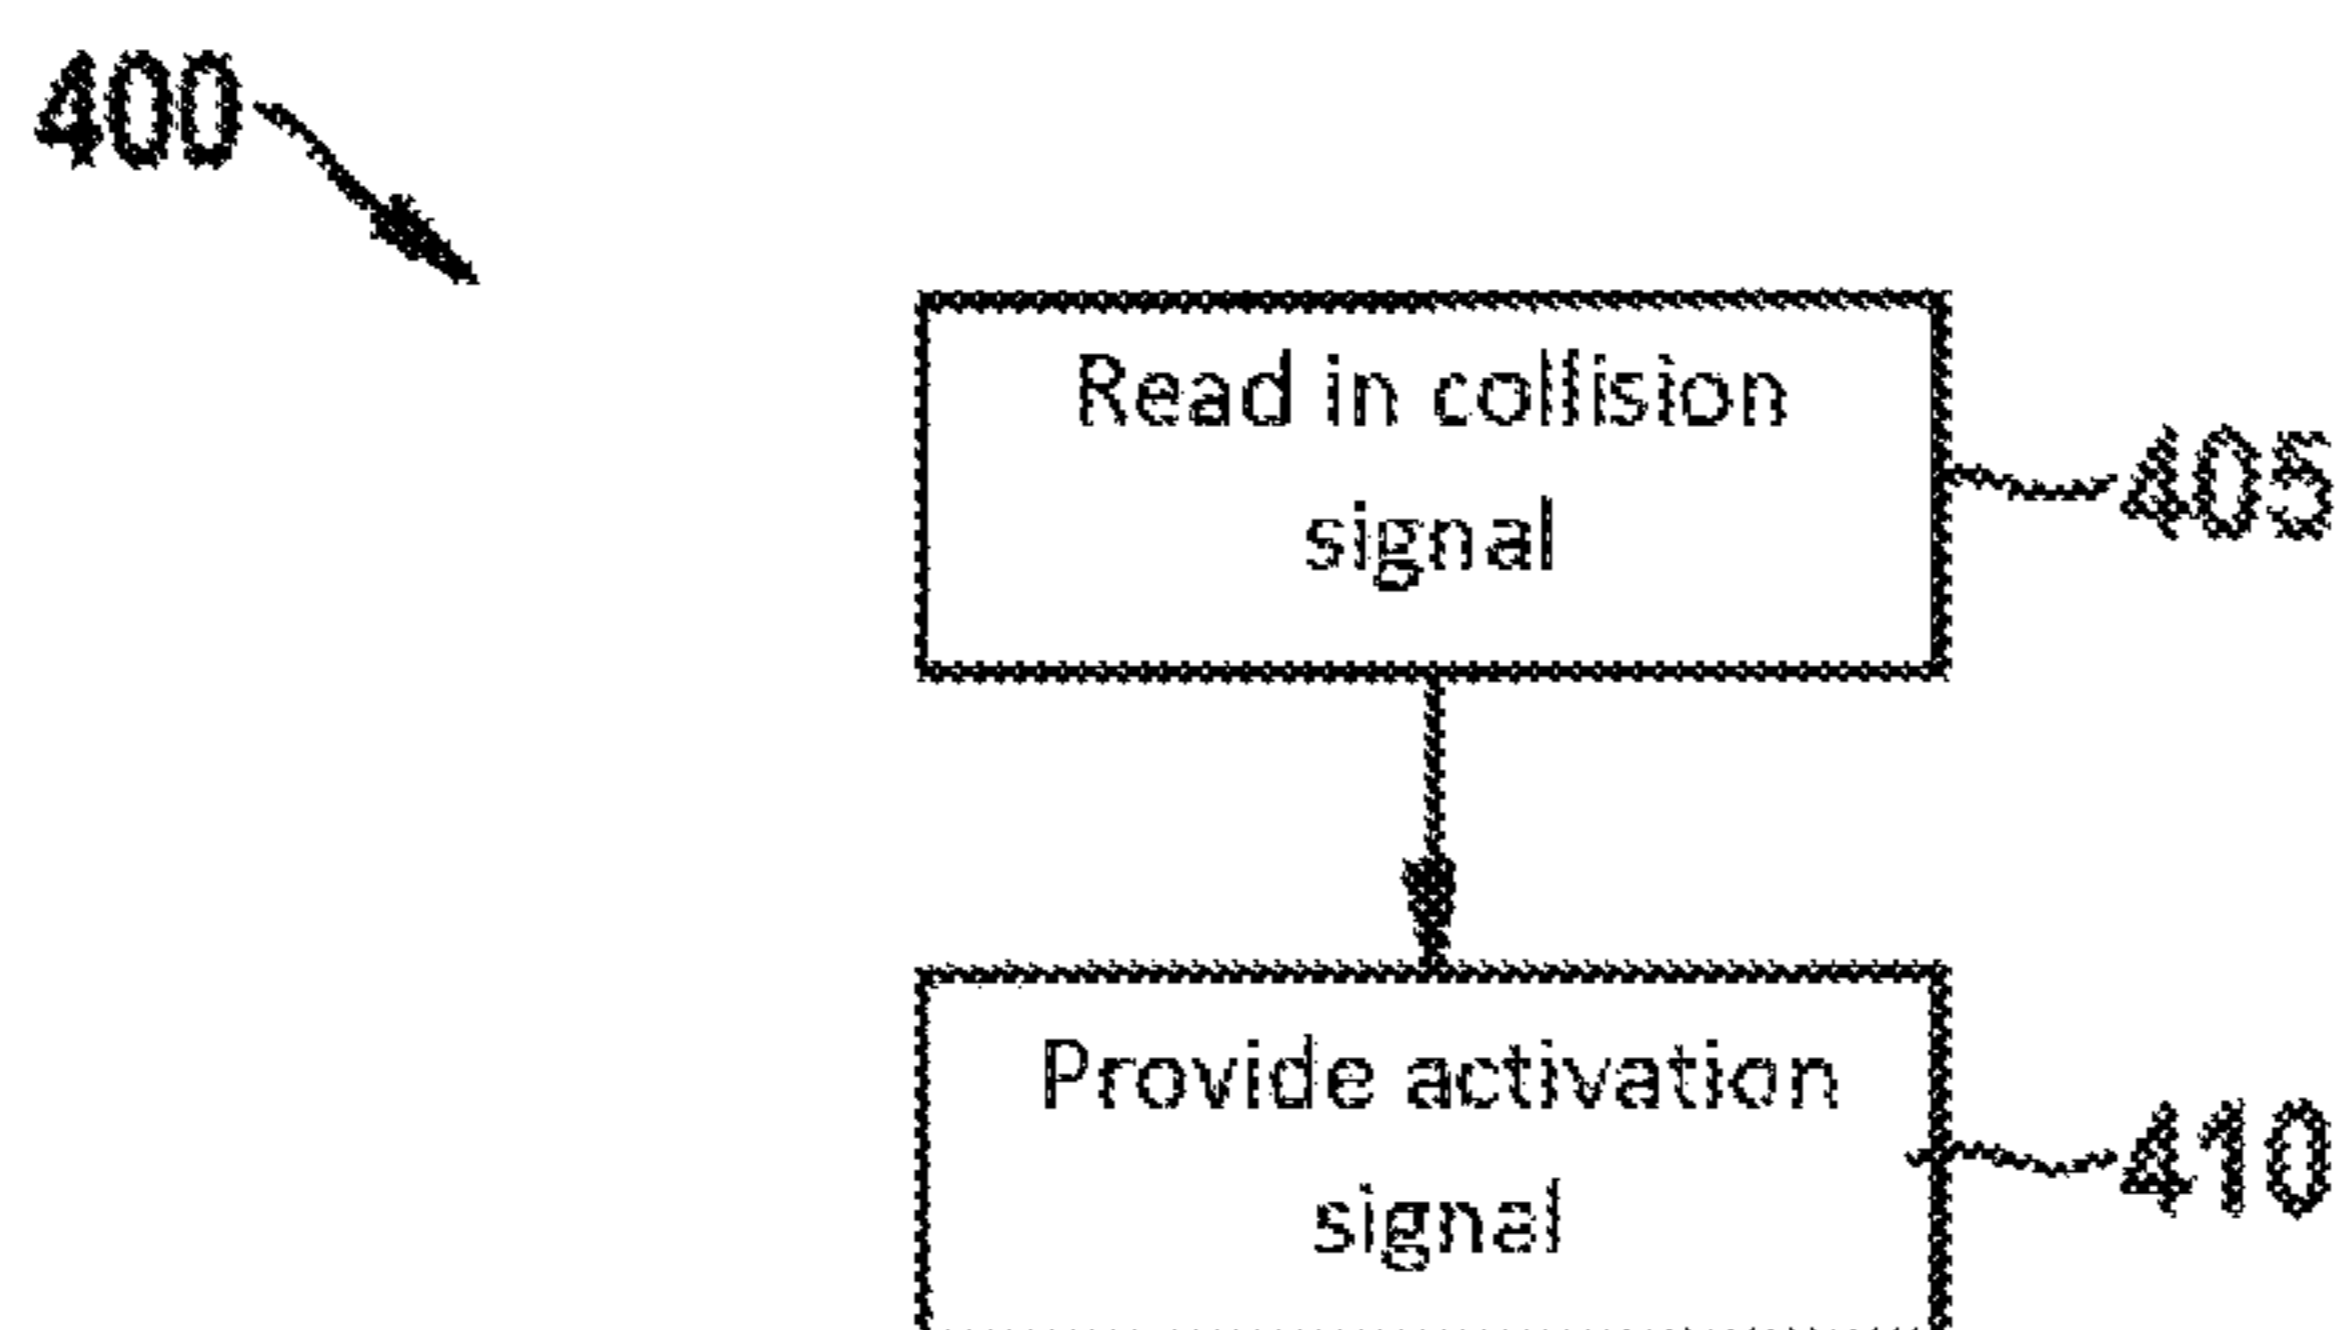 400
Read in collision
signal
405
Provide activation
signal
410